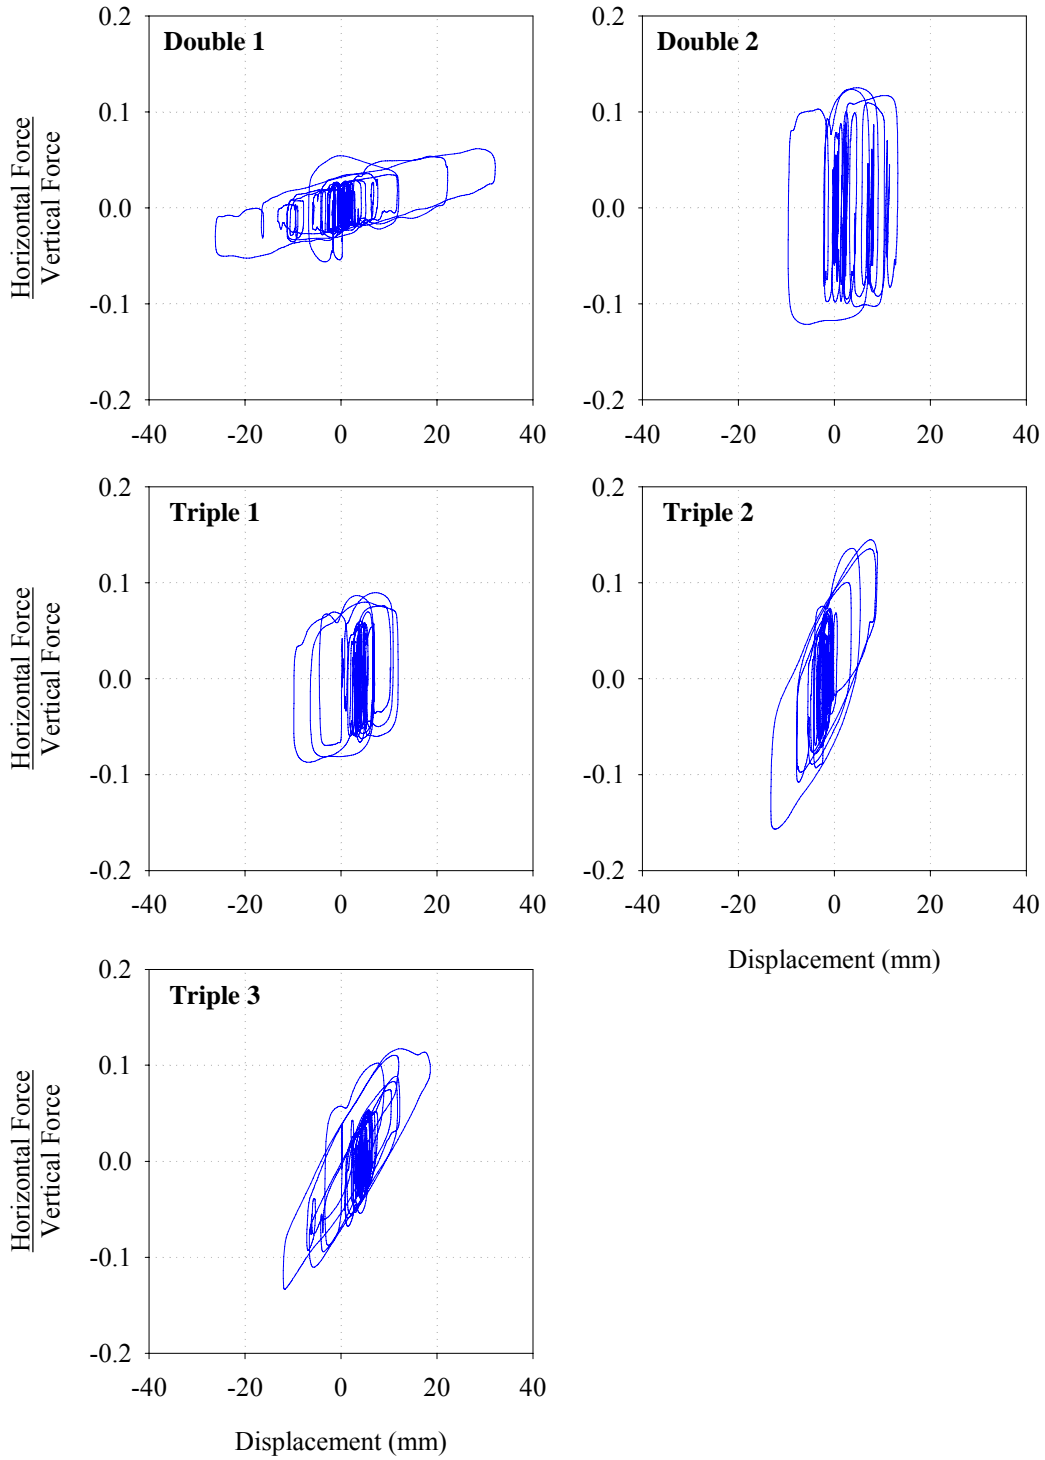 0.2
Double 1
0.1
0.0
-0.1
-0.2
-40 -20 0 20 40
Horizontal Force
Vertical Force
0.2
Double 2
0.1
0.0
-0.1
-0.2
-40 -20 0 20 40
0.2
Triple 1
0.1
0.0
-0.1
-0.2
-40 -20 0 20 40
Horizontal Force
Vertical Force
0.2
Triple 2
0.1
0.0
-0.1
-0.2
-40 -20 0 20 40
Displacement (mm)
0.2
Triple 3
0.1
0.0
-0.1
-0.2
-40 -20 0 20 40
Horizontal Force
Vertical Force
Displacement (mm)